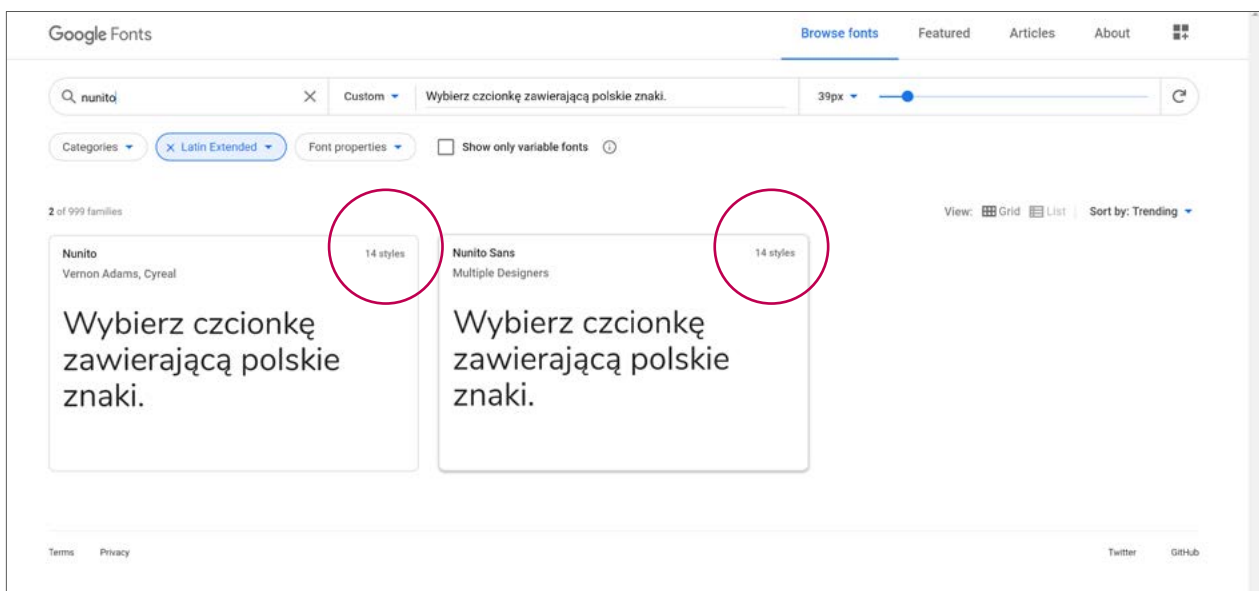 Google Fonts
Browse fonts Featured Articles About
nunito Custom Wybierz czcionkę zawierającą polskie znaki. 39px
Categories Latin Extended Font properties Show only variable fonts
2 of 999 families View: Grid List Sort by: Trending
Nunito 14 styles
Vernon Adams, Cyreal
Wybierz czcionkę
zawierającą polskie
znaki.
Nunito Sans 14 styles
Multiple Designers
Wybierz czcionkę
zawierającą polskie
znaki.
Terms Privacy Twitter GitHub